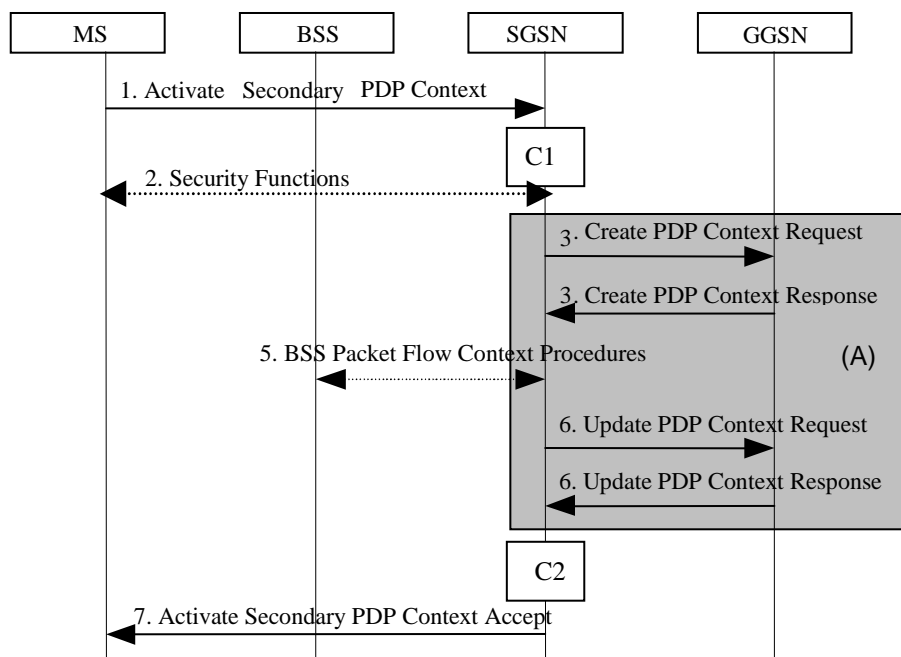 MS BSS SGSN GGSN
1. Activate Secondary PDP Context
C1
2. Security Functions
3. Create PDP Context Request
3. Create PDP Context Response
5. BSS Packet Flow Context Procedures
(A)
6. Update PDP Context Request
6. Update PDP Context Response
C2
7. Activate Secondary PDP Context Accept